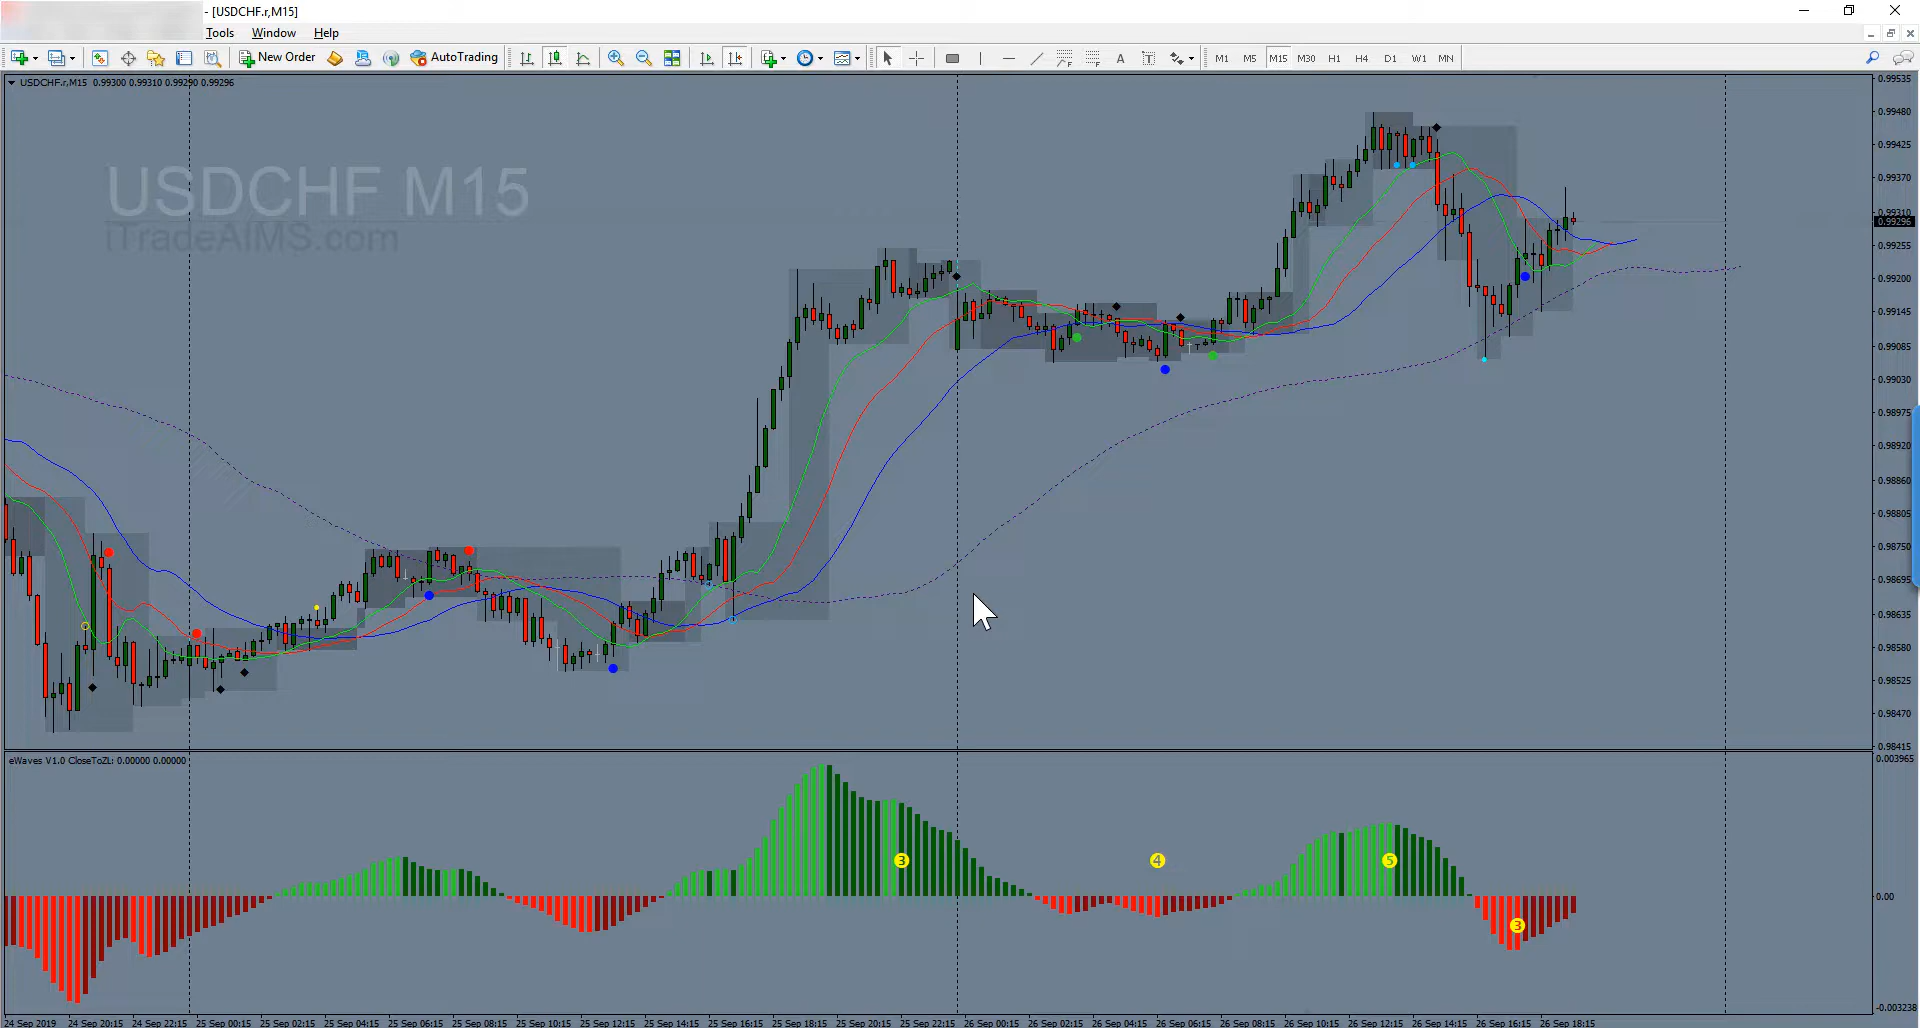 - [USDCHF.r,M15]
Tools Window Help
New Order AutoTrading A T M1 M5 M15 M30 H1 H4 D1 W1 MN
USDCHF.r,M15 0.99300 0.99310 0.99290 0.99296
USDCHF M15
iTradeAIMS.com
0.99535
0.99480
0.99425
0.99370
0.99310
0.99296
0.99255
0.99200
0.99145
0.99085
0.99030
0.98975
0.98920
0.98860
0.98805
0.98750
0.98695
0.98635
0.98580
0.98525
0.98470
0.98415
eWaves V1.0 CloseToZL: 0.00000 0.00000
0.003965
3 4 5
0.00
3
-0.003238
24 Sep 2019 24 Sep 20:15 24 Sep 22:15 25 Sep 00:15 25 Sep 02:15 25 Sep 04:15 25 Sep 06:15 25 Sep 08:15 25 Sep 10:15 25 Sep 12:15 25 Sep 14:15 25 Sep 16:15 25 Sep 18:15 25 Sep 20:15 25 Sep 22:15 26 Sep 00:15 26 Sep 02:15 26 Sep 04:15 26 Sep 06:15 26 Sep 08:15 26 Sep 10:15 26 Sep 12:15 26 Sep 14:15 26 Sep 16:15 26 Sep 18:15